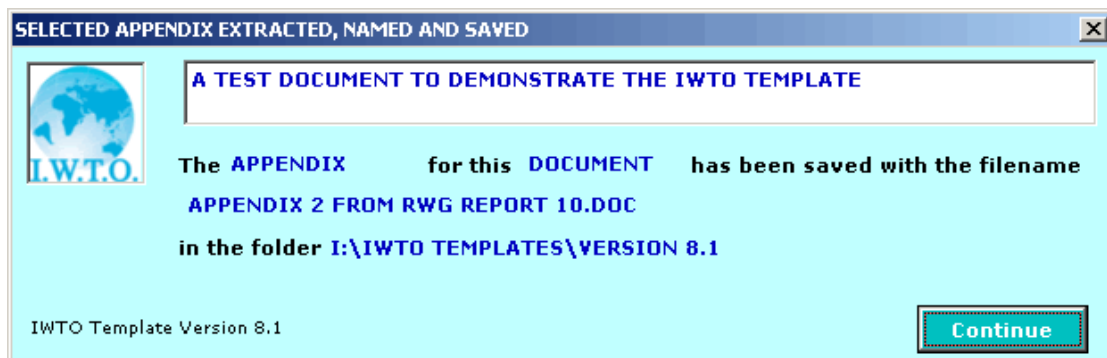 SELECTED APPENDIX EXTRACTED, NAMED AND SAVED
A TEST DOCUMENT TO DEMONSTRATE THE IWTO TEMPLATE
I.W.T.O.
The APPENDIX for this DOCUMENT has been saved with the filename
APPENDIX 2 FROM RWG REPORT 10.DOC
in the folder I:\IWTO TEMPLATES\VERSION 8.1
IWTO Template Version 8.1
Continue